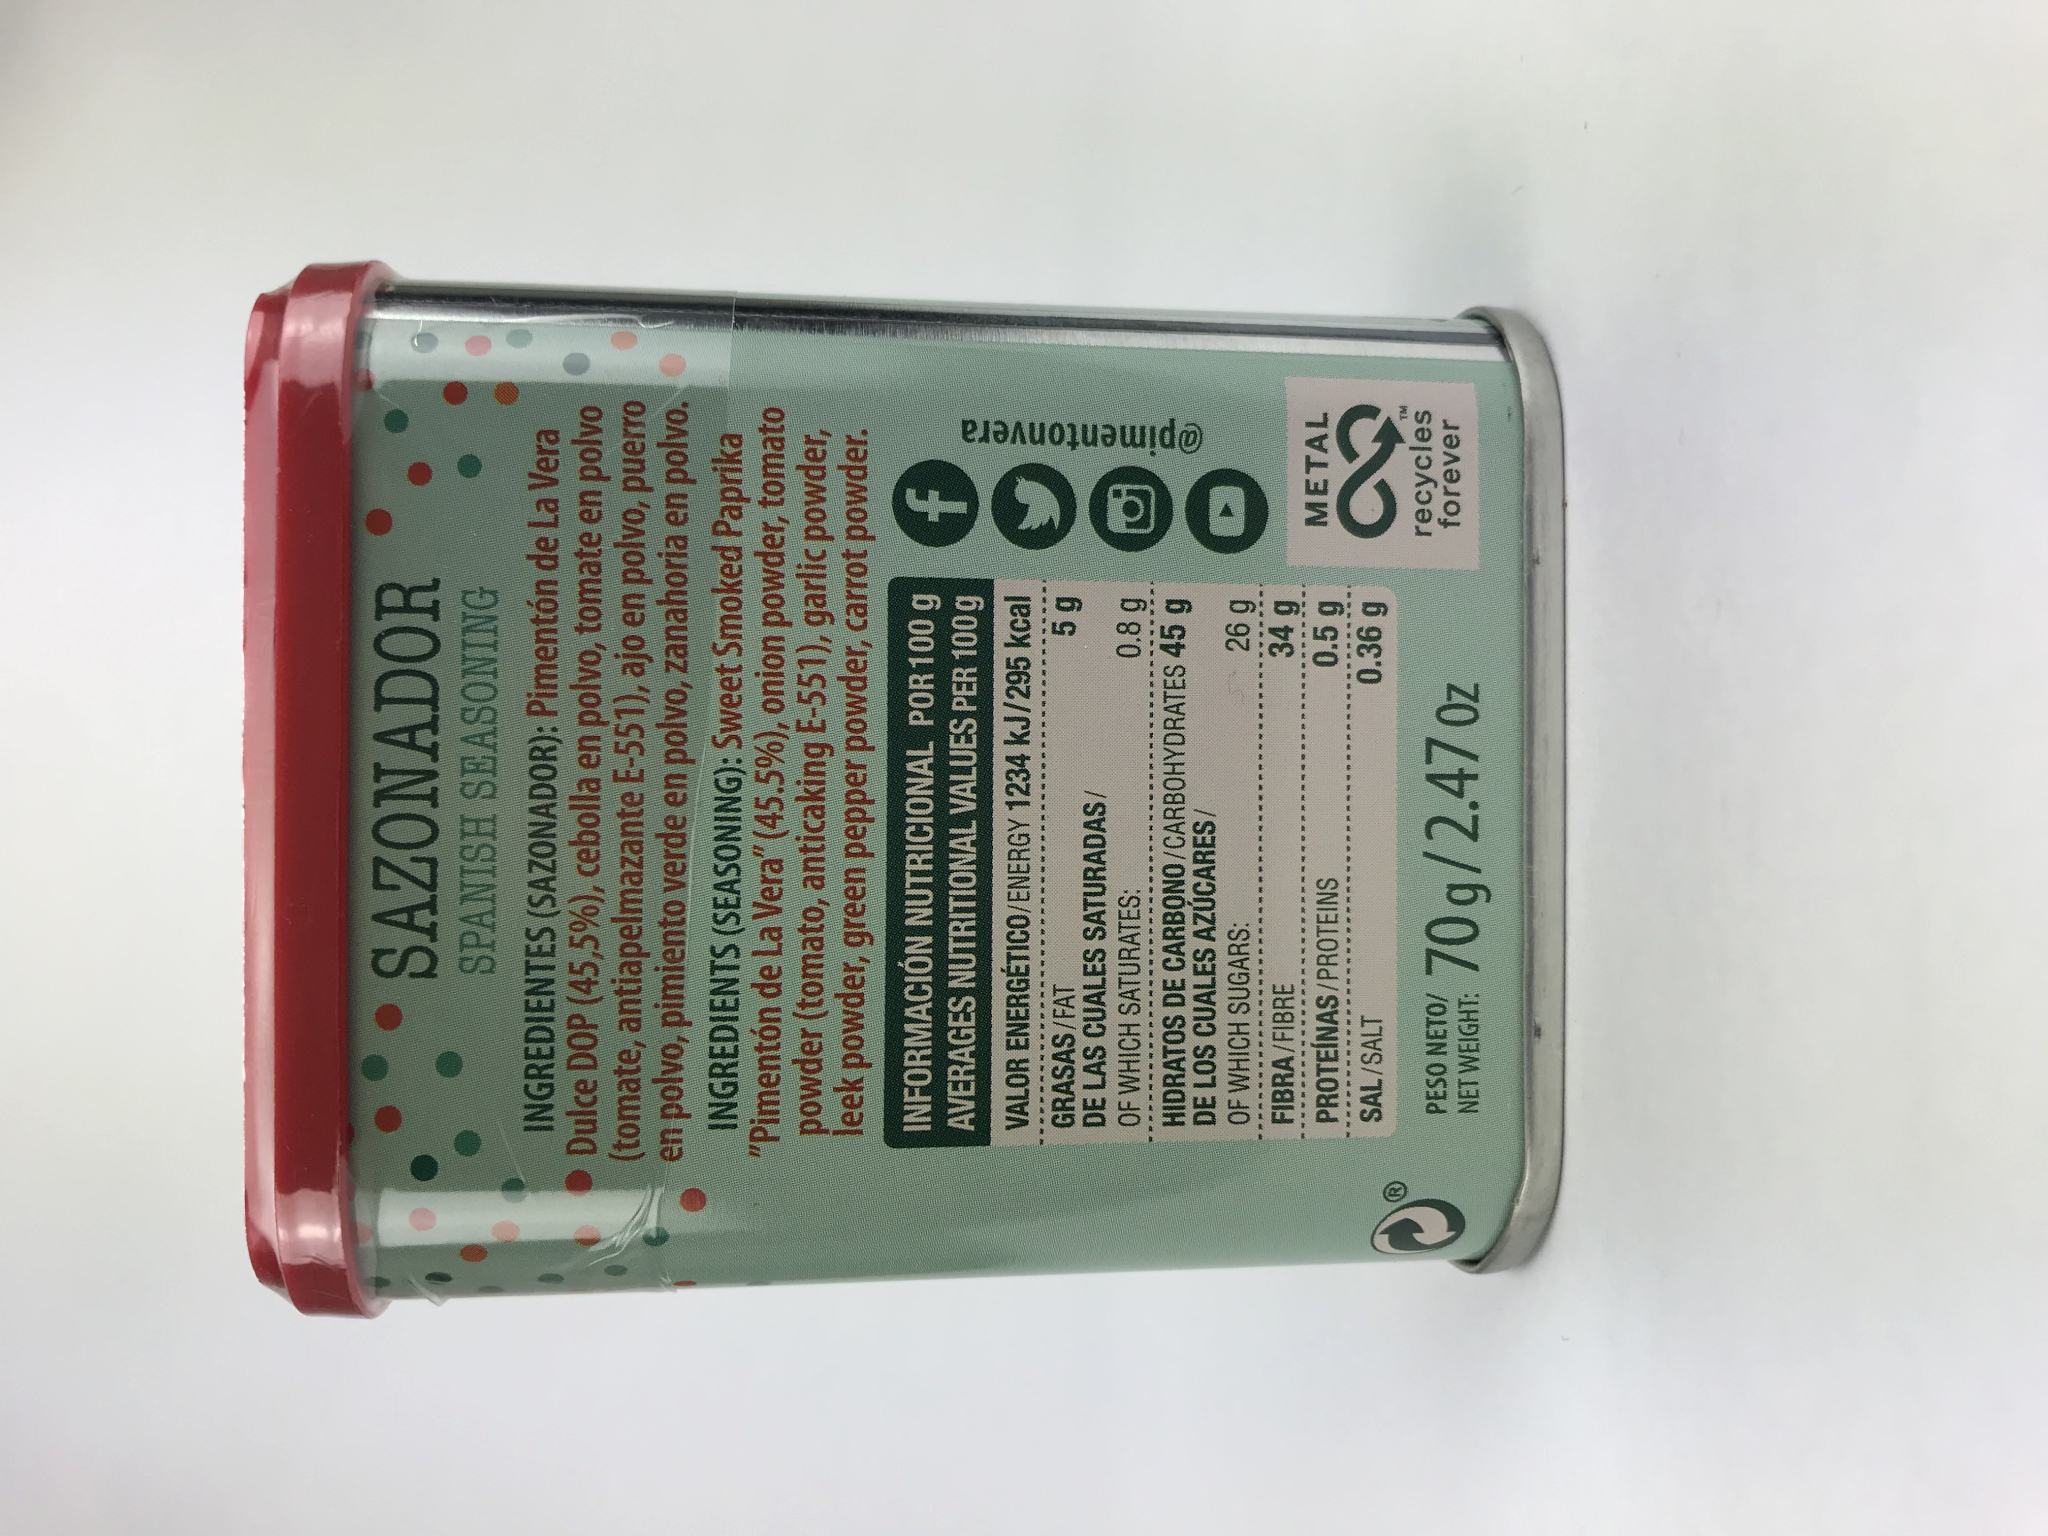 SAZONADOR
SPANISH SEASONING
INGREDIENTES (SAZONADOR): Pimentón de La Vera
Dulce DOP (45,5%), cebolla en polvo, tomate en polvo
(tomate, antiapelmazante E-551), ajo en polvo, puerro
en polvo, pimiento verde en polvo, zanahoria en polvo.
INGREDIENTS (SEASONING): Sweet Smoked Paprika
"Pimentón de La Vera" (45.5%), onion powder, tomato
powder (tomato, anticaking E-551), garlic powder,
leek powder, green pepper powder, carrot powder.
INFORMACIÓN NUTRICIONAL POR 100 g
AVERAGES NUTRITIONAL VALUES PER 100g
VALOR ENERGÉTICO/ENERGY 1234 kJ/295 kcal
GRASAS/FAT 5 g
DE LAS CUALES SATURADAS/
OF WHICH SATURATES: 0.8 g
HIDRATOS DE CARBONO/CARBOHYDRATES 45 g
DE LOS CUALES AZÚCARES/
OF WHICH SUGARS: 26 g
FIBRA/FIBRE 34 g
PROTEÍNAS/PROTEINS 0.5 g
SAL/SALT 0.36 g
@pimentonvera
PESO NETO/
NET WEIGHT: 70 g/2.47 Oz
METAL
recycles
forever
TM
®